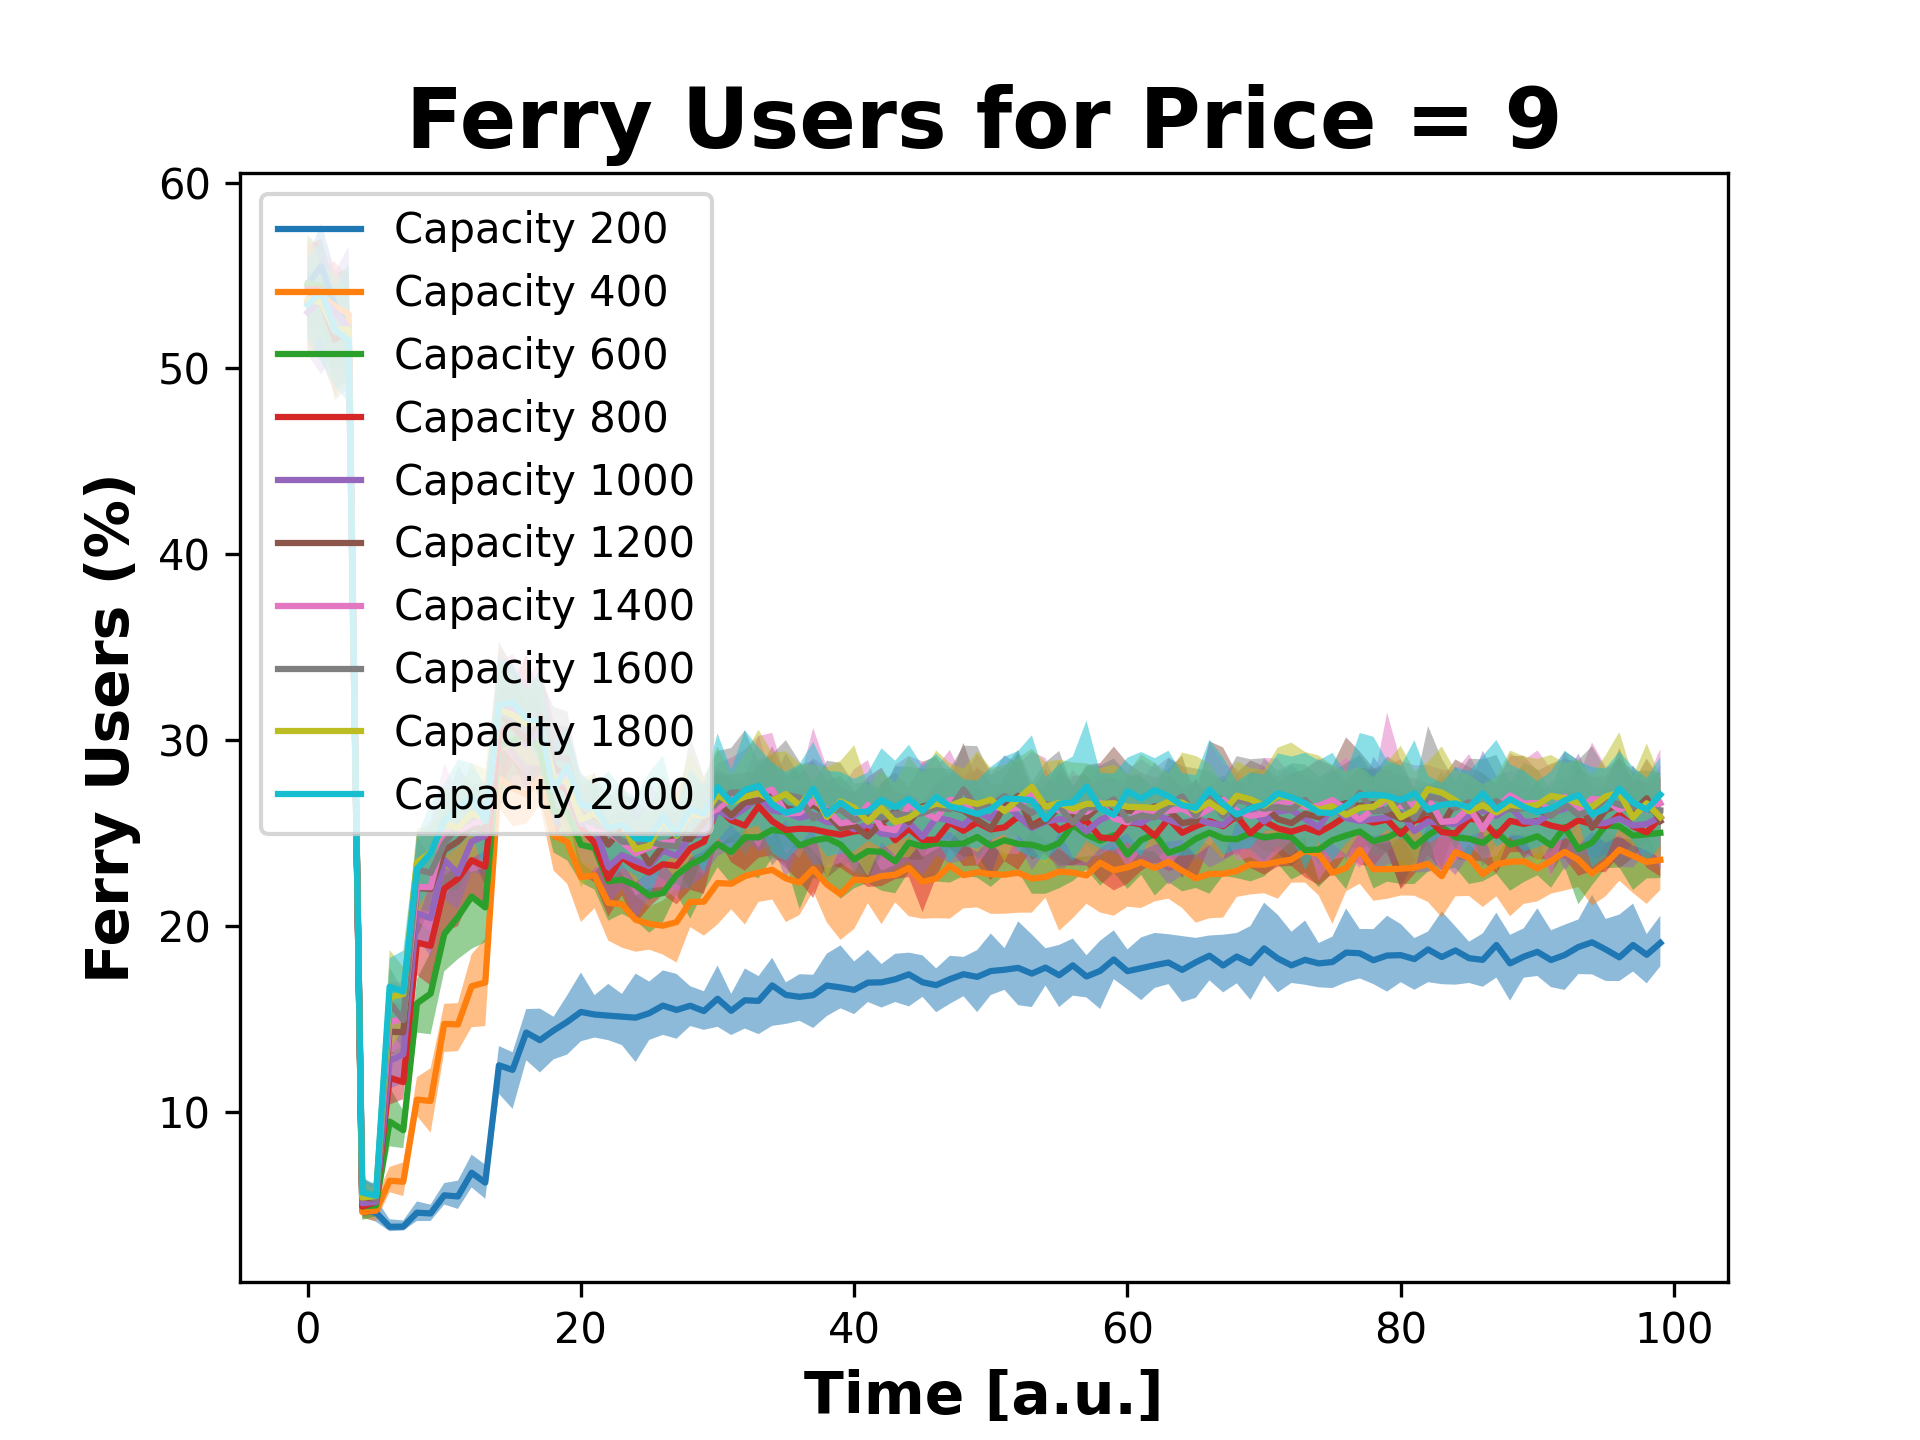 Ferry Users for Price = 9
Ferry Users (%)
60
50
40
30
20
10
Capacity 200
Capacity 400
Capacity 600
Capacity 800
Capacity 1000
Capacity 1200
Capacity 1400
Capacity 1600
Capacity 1800
Capacity 2000
0 20 40 60 80 100
Time [a.u.]